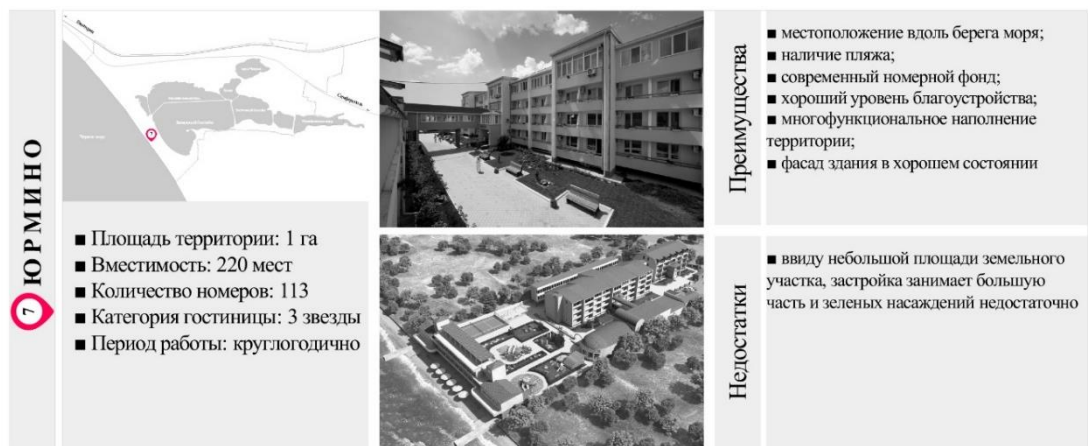 7 ЮРМИНО
■ Площадь территории: 1 га
■ Вместимость: 220 мест
■ Количество номеров: 113
■ Категория гостиницы: 3 звезды
■ Период работы: круглогодично
Преимущества
■ местоположение вдоль берега моря;
■ наличие пляжа;
■ современный номерной фонд;
■ хороший уровень благоустройства;
■ многофункциональное наполнение
территории;
■ фасад здания в хорошем состоянии
Недостатки
■ ввиду небольшой площади земельного
участка, застройка занимает большую
часть и зеленых насаждений недостаточно